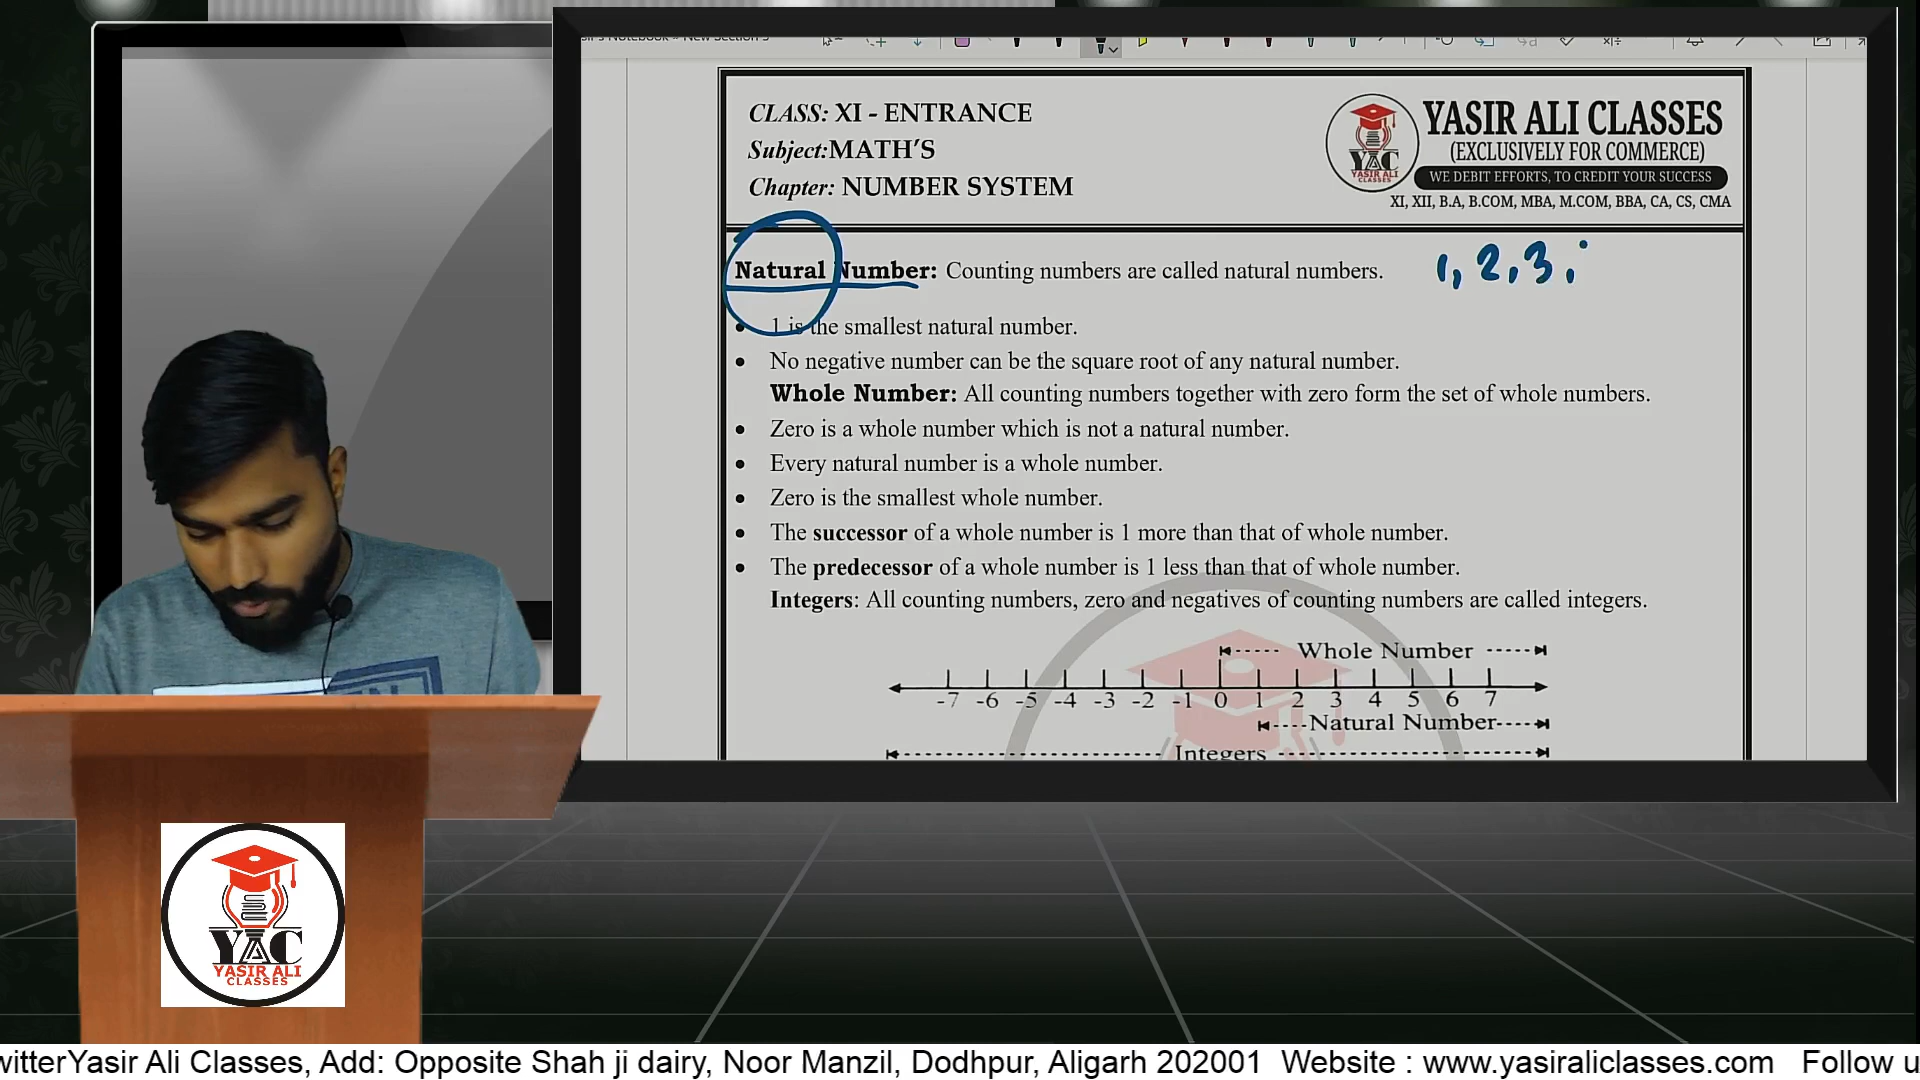 CLASS: XI - ENTRANCE
Subject:MATH'S
Chapter: NUMBER SYSTEM
YAC
YASIR ALI
CLASSES
YASIR ALI CLASSES
(EXCLUSIVELY FOR COMMERCE)
WE DEBIT EFFORTS, TO CREDIT YOUR SUCCESS
XI, XII, B.A, B.COM, MBA, M.COM, BBA, CA, CS, CMA
Natural Number: Counting numbers are called natural numbers. 1, 2, 3,
• 1 is the smallest natural number.
• No negative number can be the square root of any natural number.
Whole Number: All counting numbers together with zero form the set of whole numbers.
• Zero is a whole number which is not a natural number.
• Every natural number is a whole number.
• Zero is the smallest whole number.
• The successor of a whole number is 1 more than that of whole number.
• The predecessor of a whole number is 1 less than that of whole number.
Integers: All counting numbers, zero and negatives of counting numbers are called integers.
Whole Number
-7 -6 -5 -4 -3 -2 -1 0 1 2 3 4 5 6 7
Natural Number
Integers
YAC
YASIR ALI
CLASSES
witterYasir Ali Classes, Add: Opposite Shah ji dairy, Noor Manzil, Dodhpur, Aligarh 202001 Website : www.yasiraliclasses.com Follow u